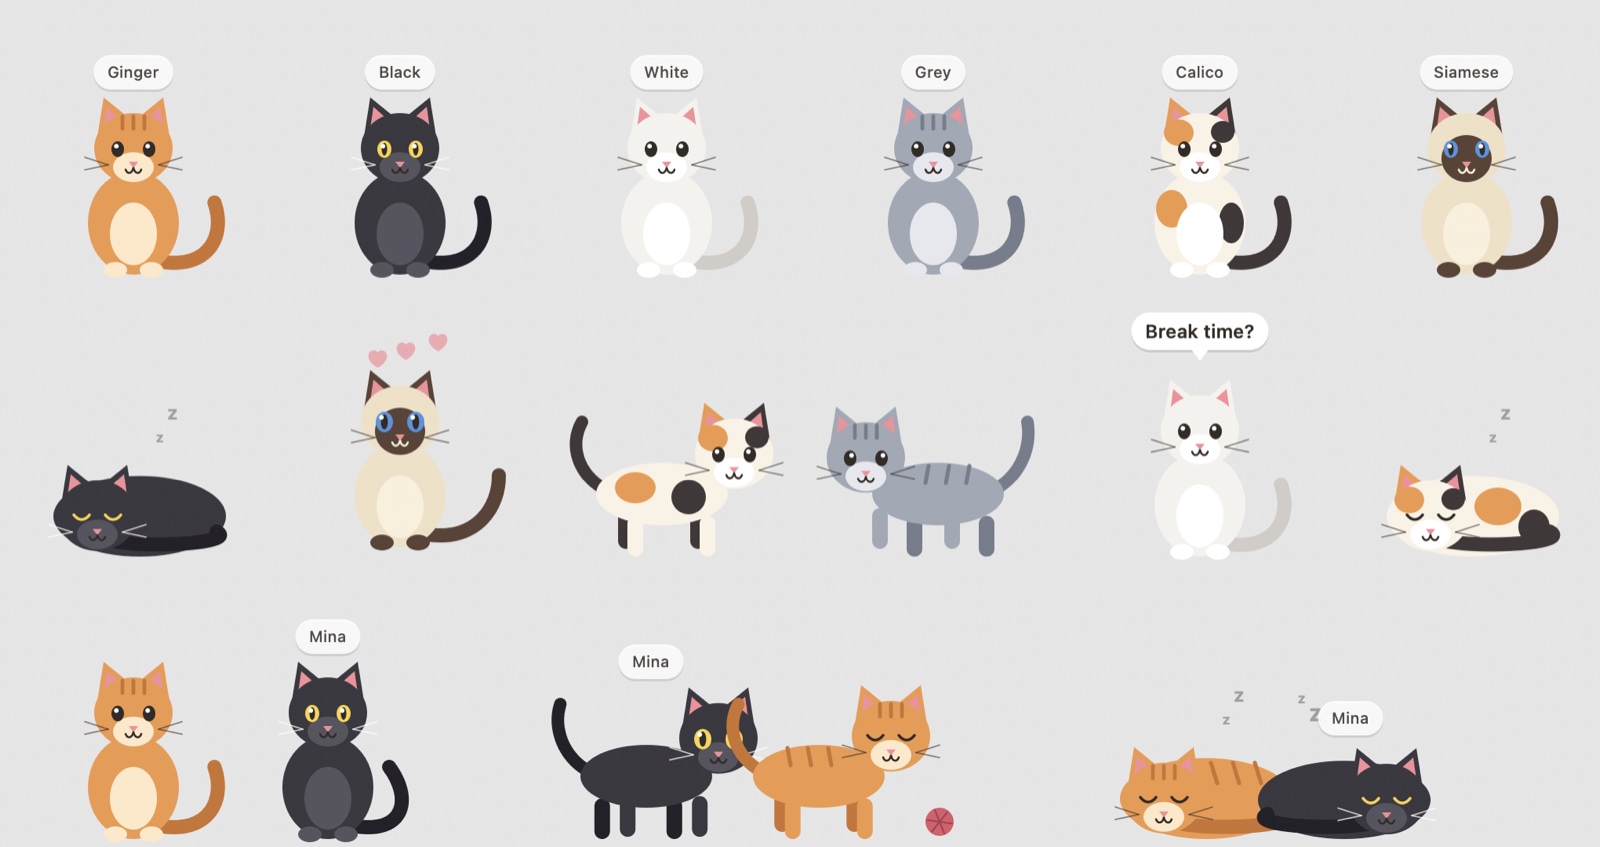 Ginger
Black
White
Grey
Calico
Siamese
Break time?
z
z
z
z
Mina
Mina
z
z
z
z
Mina